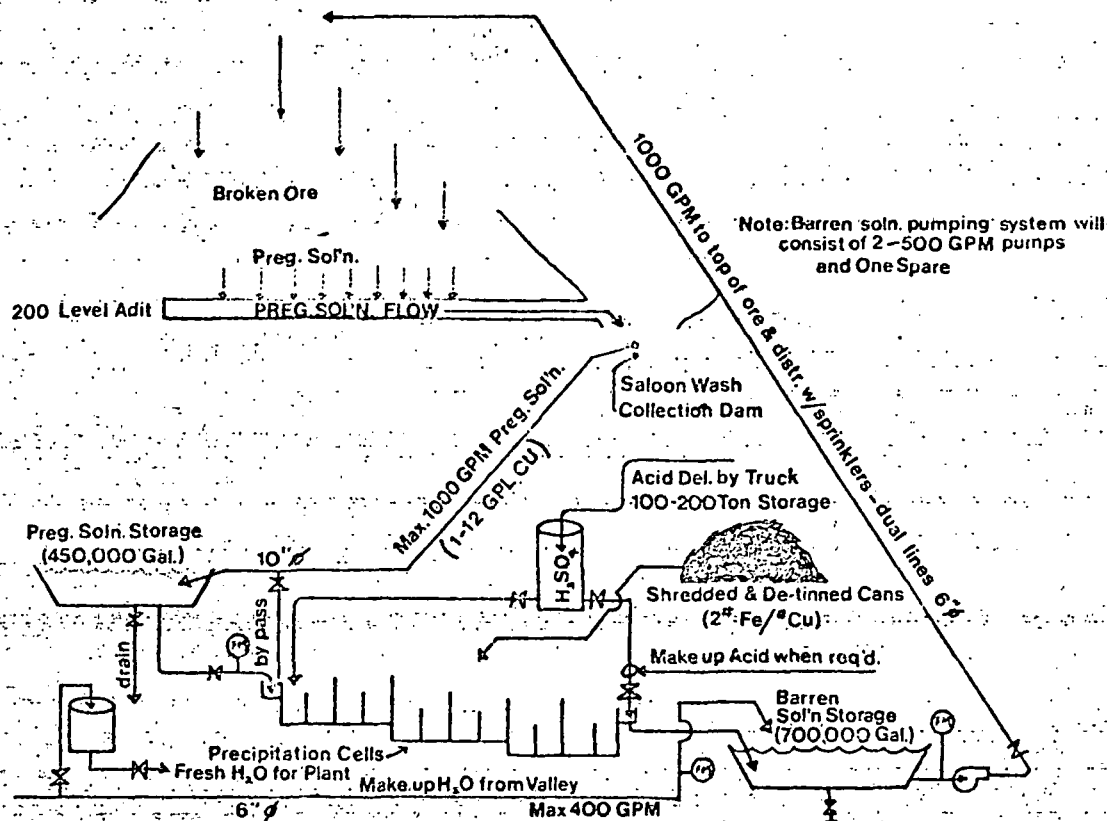 1000 GPM to top of ore & distr. w/sprinklers - dual lines 6"ø
Broken Ore
Note: Barren soln. pumping system will
consist of 2-500 GPM pumps
and One Spare
Preg. Sol'n.
200 Level Adit
PREG. SOL'N. FLOW
Saloon Wash
Collection Dam
Max. 1000 GPM Preg. Sol'n.
(1-12 GPL CU)
Acid Del. by Truck
100-200 Ton Storage
Preg. Soln. Storage
(450,000 Gal.)
10"ø
H₂SO₄
Shredded & De-tinned Cans
(2# Fe/#Cu)
by pass
drain
Make up Acid when req'd.
Barren
Sol'n Storage
(700,000 Gal.)
Precipitation Cells
Fresh H₂O for Plant
Make up H₂O from Valley
6"ø
Max 400 GPM